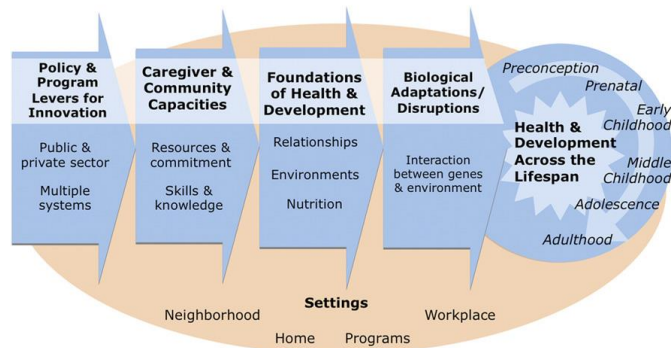 Policy &
Program
Levers for
Innovation
Public &
private sector
Multiple
systems
Caregiver &
Community
Capacities
Resources &
commitment
Skills &
knowledge
Foundations
of Health &
Development
Relationships
Environments
Nutrition
Biological
Adaptations/
Disruptions
Interaction
between genes
& environment
Health &
Development
Across the
Lifespan
Preconception
Prenatal
Early
Childhood
Middle
Childhood
Adolescence
Adulthood
Settings
Neighborhood
Home
Programs
Workplace